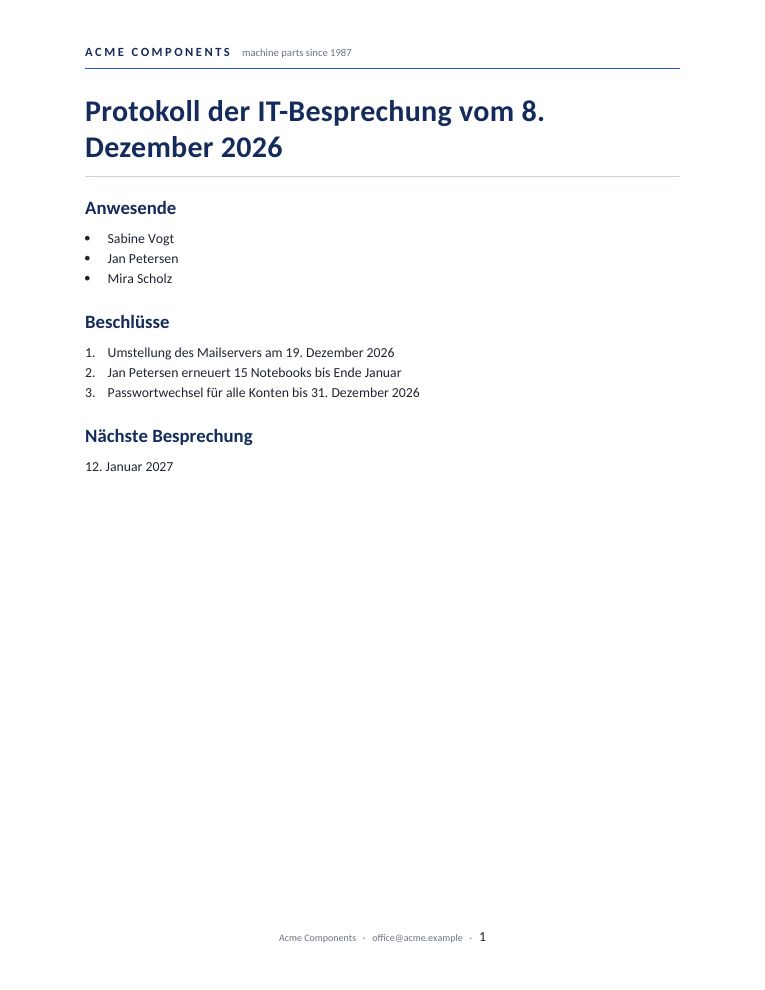 ACME COMPONENTS machine parts since 1987
Protokoll der IT-Besprechung vom 8.
Dezember 2026
Anwesende
• Sabine Vogt
• Jan Petersen
• Mira Scholz
Beschlüsse
1. Umstellung des Mailservers am 19. Dezember 2026
2. Jan Petersen erneuert 15 Notebooks bis Ende Januar
3. Passwortwechsel für alle Konten bis 31. Dezember 2026
Nächste Besprechung
12. Januar 2027
Acme Components · office@acme.example · 1